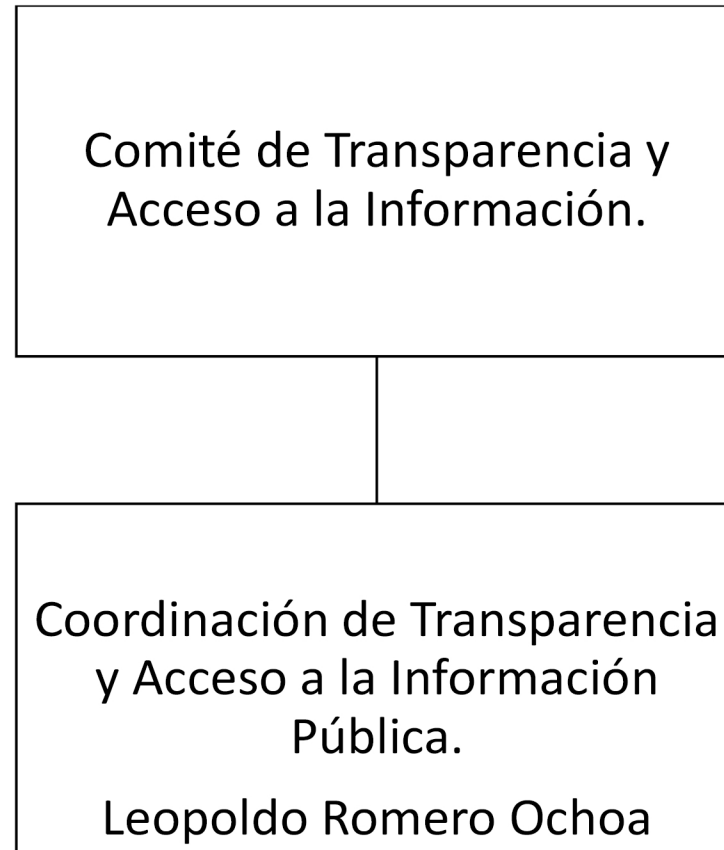 Comité de Transparencia y
Acceso a la Información.
Coordinación de Transparencia
y Acceso a la Información
Pública.
Leopoldo Romero Ochoa